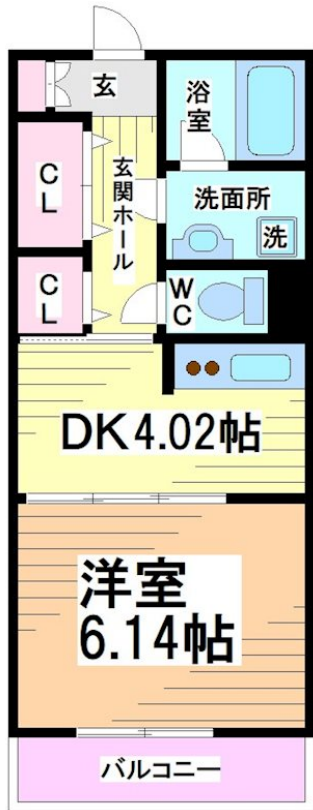 玄
浴室
CL
玄関ホール
洗面所
洗
CL
WC
DK4.02帖
洋室
6.14帖
バルコニー